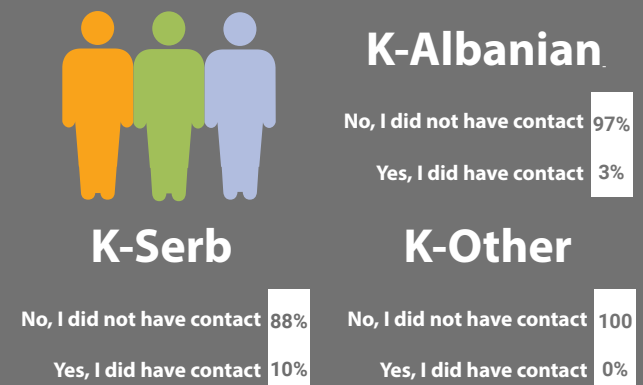 K-Albanian
No, I did not have contact 97%
Yes, I did have contact 3%
K-Serb
No, I did not have contact 88%
Yes, I did have contact 10%
K-Other
No, I did not have contact 100
Yes, I did have contact 0%